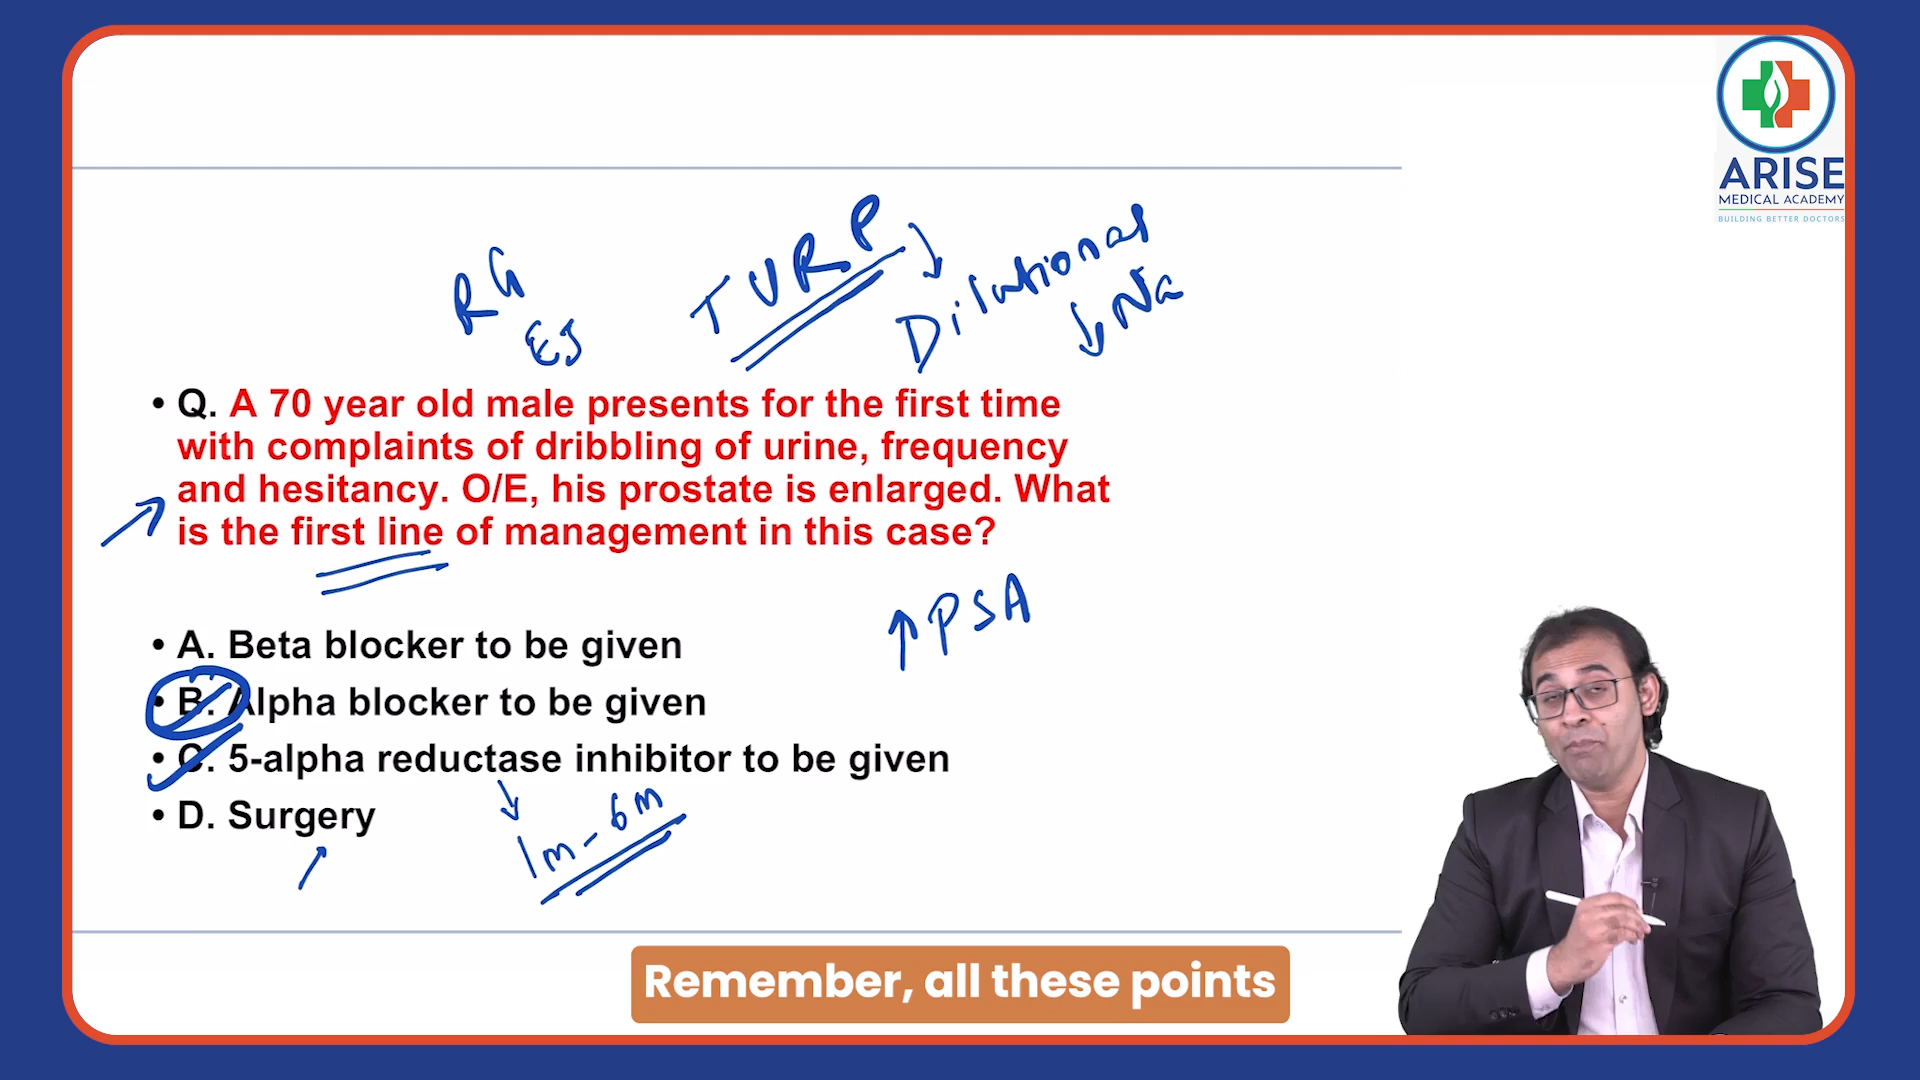 ARISE
MEDICAL ACADEMY
BUILDING BETTER DOCTORS
RG
EJ
TURP
Dilutional
↓ Na
• Q. A 70 year old male presents for the first time
with complaints of dribbling of urine, frequency
and hesitancy. O/E, his prostate is enlarged. What
is the first line of management in this case?
↑ PSA
• A. Beta blocker to be given
• B. Alpha blocker to be given
• C. 5-alpha reductase inhibitor to be given
• D. Surgery
1m - 6m
Remember, all these points